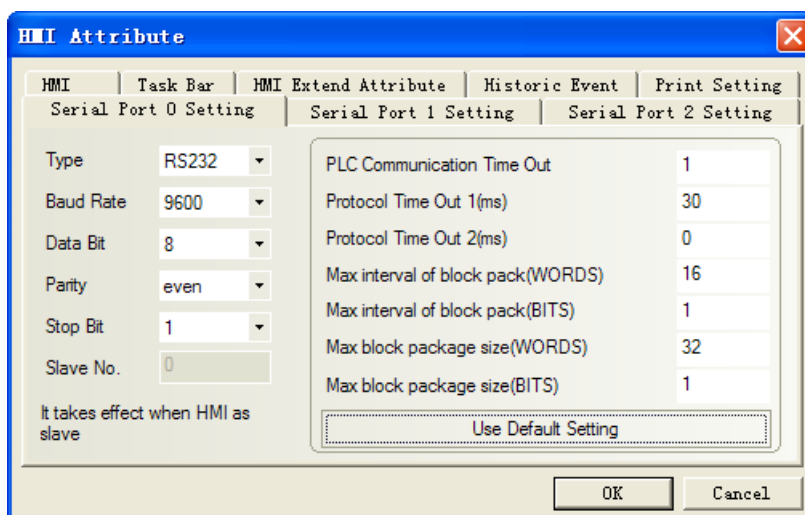 HMI Attribute
HMI
Task Bar
HMI Extend Attribute
Historic Event
Print Setting
Serial Port 0 Setting
Serial Port 1 Setting
Serial Port 2 Setting
Type RS232
Baud Rate 9600
Data Bit 8
Parity even
Stop Bit 1
Slave No. 0
It takes effect when HMI as
slave
PLC Communication Time Out 1
Protocol Time Out 1(ms) 30
Protocol Time Out 2(ms) 0
Max interval of block pack(WORDS) 16
Max interval of block pack(BITS) 1
Max block package size(WORDS) 32
Max block package size(BITS) 1
Use Default Setting
OK
Cancel